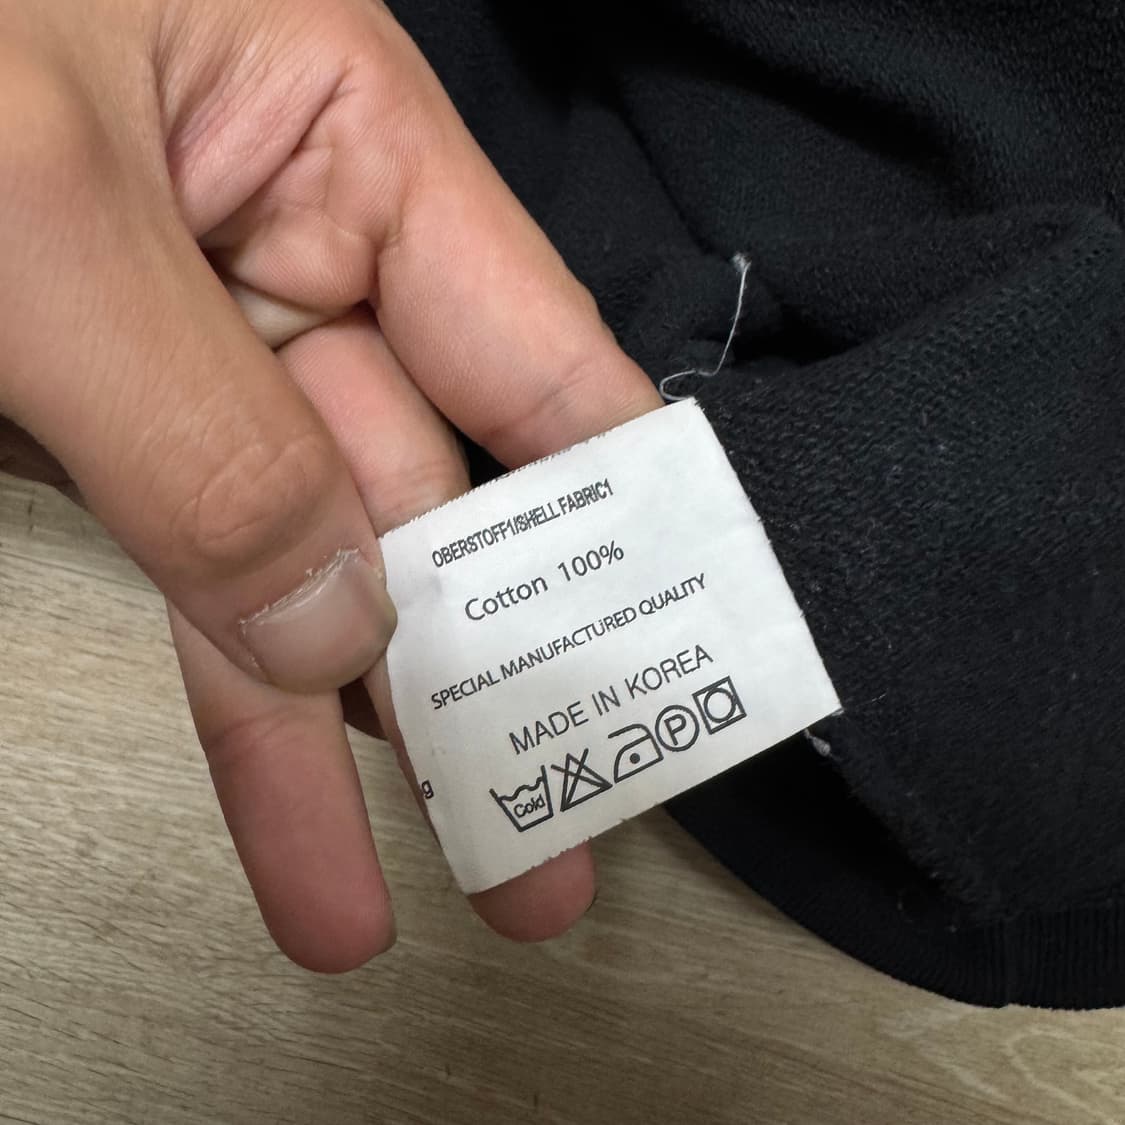 OBERSTOFF1/SHELL FABRIC1
Cotton 100%
SPECIAL MANUFACTURED QUALITY
MADE IN KOREA
Cold P
g